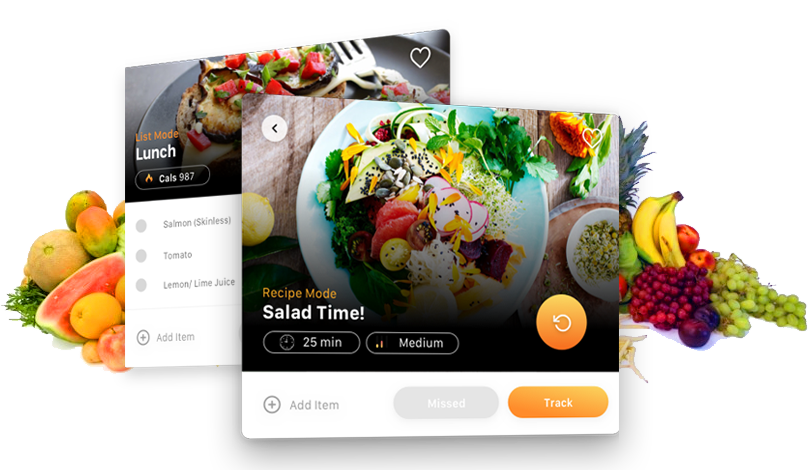 List Mode
Lunch
Cals 987
Salmon (Skinless)
Tomato
Lemon/ Lime Juice
Add Item
Recipe Mode
Salad Time!
25 min
Medium
Add Item
Missed
Track